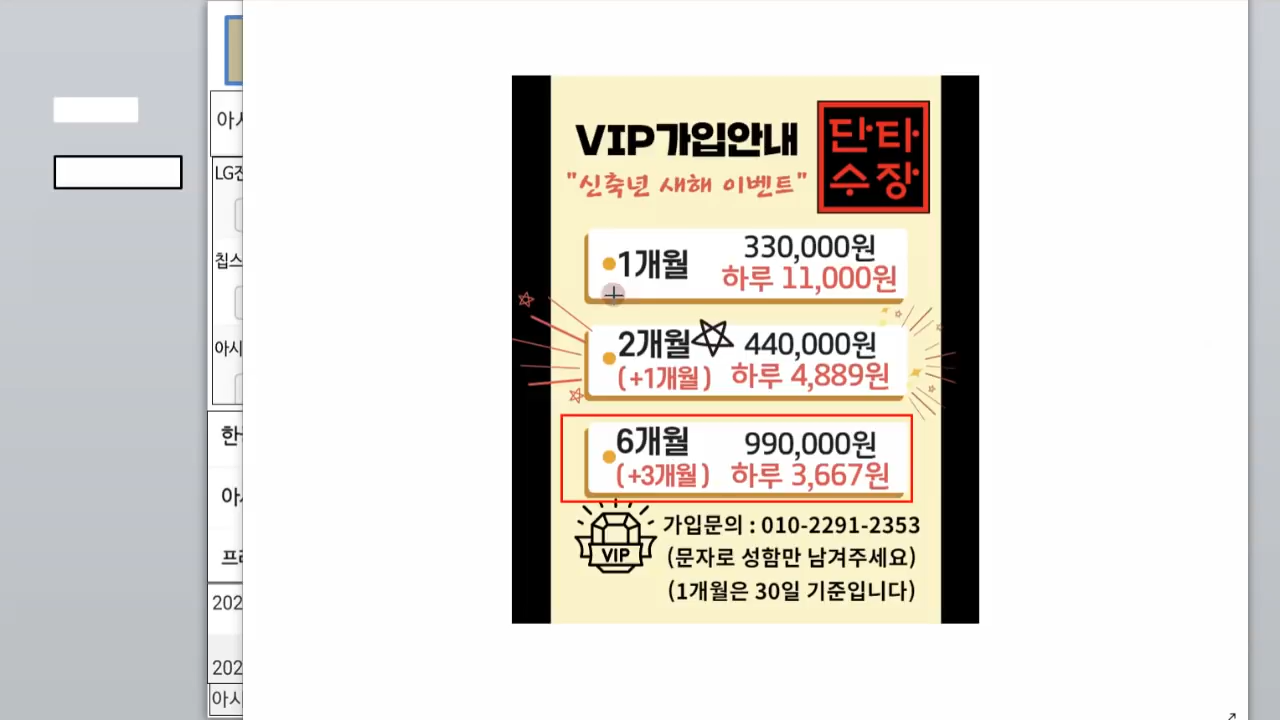 아시
LG전
칩스
아시
한
아
프
202
202
아시
VIP가입안내
"신축년 새해 이벤트"
단타
수장
1개월
330,000원
하루 11,000원
2개월
440,000원
(+1개월)
하루 4,889원
6개월
990,000원
(+3개월)
하루 3,667원
VIP
가입문의 : 010-2291-2353
(문자로 성함만 남겨주세요)
(1개월은 30일 기준입니다)